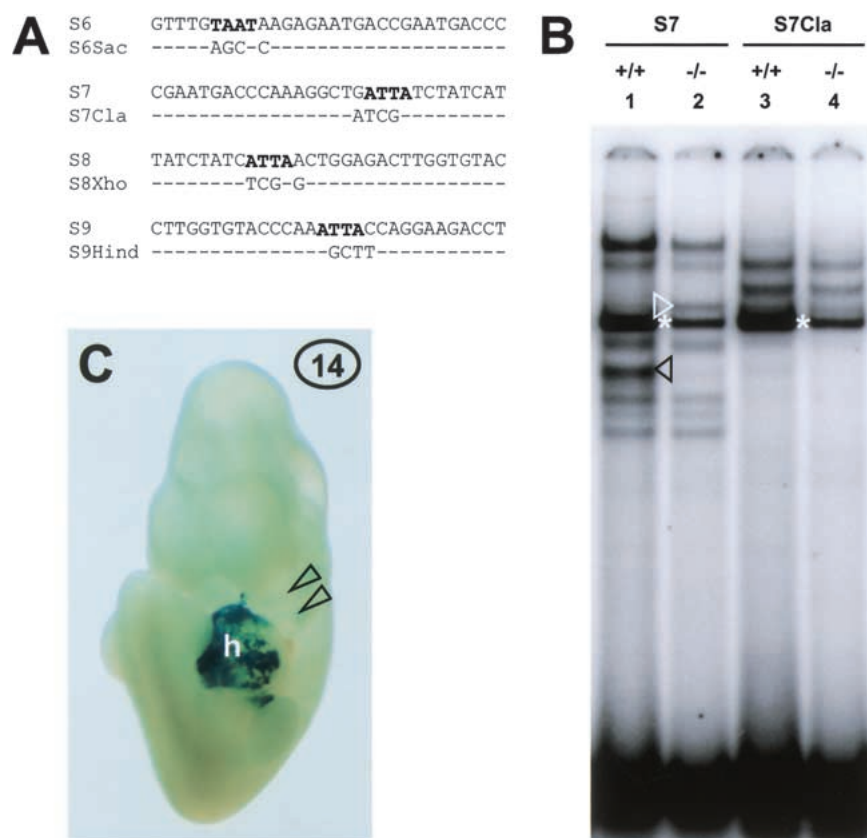 A
S6 GTTTGTAATAAGAGAATGACCGAATGACCC
S6Sac -----AGC-C--------------------
S7 CGAATGACCCAAAGGCTGATTATCTATCAT
S7Cla -----------------ATCG---------
S8 TATCTATCATTAACTGGAGACTTGGTGTAC
S8Xho --------TCG-G-----------------
S9 CTTGGTGTACCCAAATTACCAGGAAGACCT
S9Hind ---------------GCTT-----------
B
S7 S7Cla
+/+ -/- +/+ -/-
1 2 3 4
* *
C
14
h